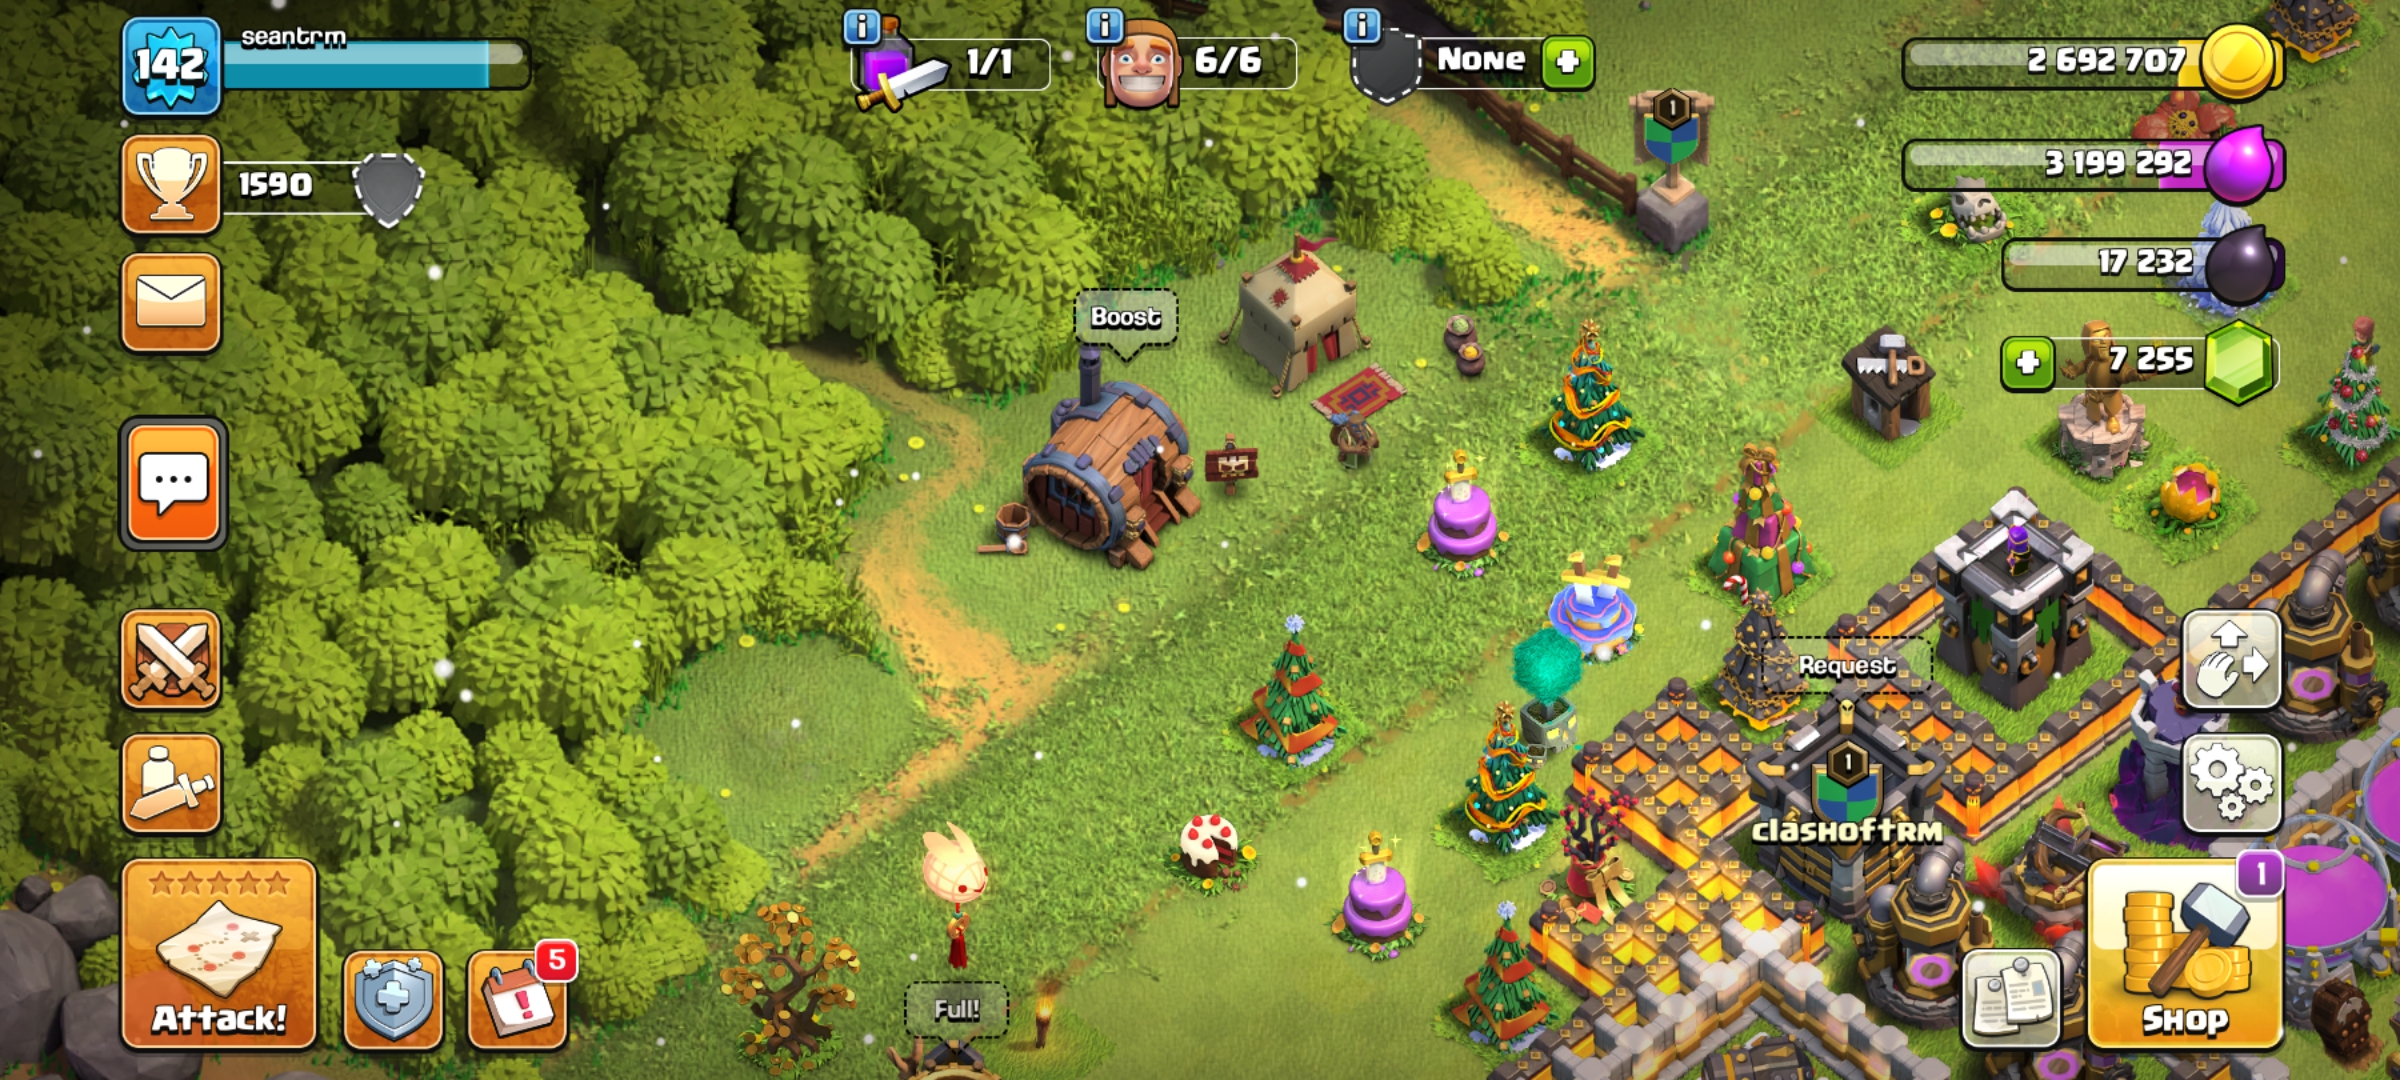 142
seantrm
1/1
6/6
None
2 692 707
1590
1
3 199 292
17 232
7 255
Boost
Request
1
clashoftRM
Attack!
5
Full!
1
Shop